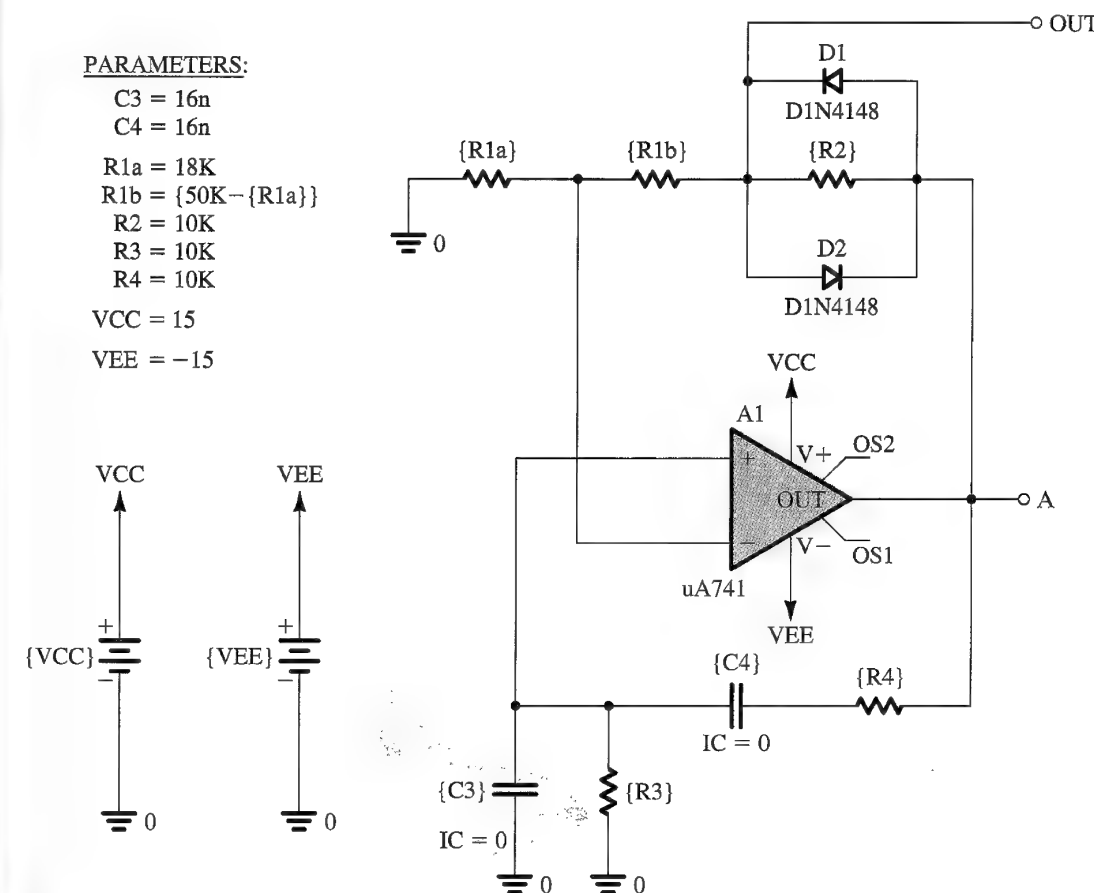 OUT
PARAMETERS:
C3 = 16n
C4 = 16n
R1a = 18K
R1b = {50K−{R1a}}
R2 = 10K
R3 = 10K
R4 = 10K
VCC = 15
VEE = −15
D1
D1N4148
{R1a}
{R1b}
{R2}
0
D2
D1N4148
VCC
A1
OS2
+
V+
OUT
A
−
V−
OS1
uA741
VEE
VCC
VEE
+
{VCC}
−
+
{VEE}
−
0
0
{C4}
{R4}
IC = 0
{C3}
{R3}
IC = 0
0
0